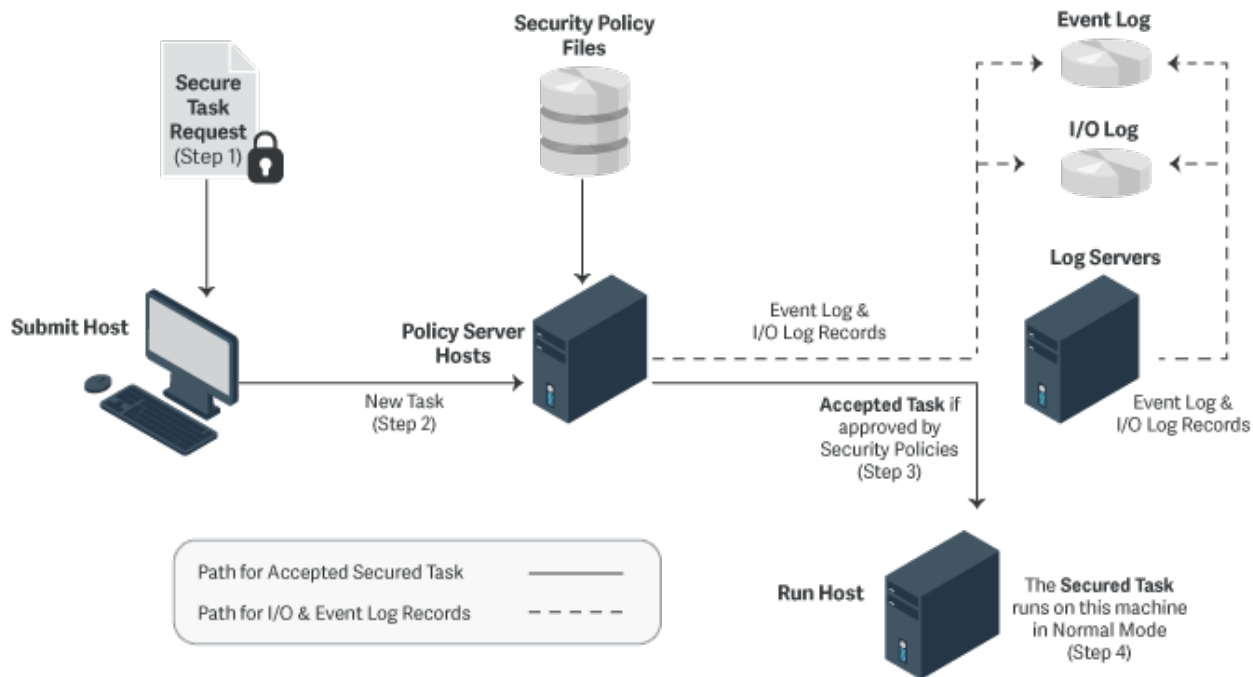 Secure
Task
Request
(Step 1)
Security Policy
Files
Event Log
I/O Log
Log Servers
Submit Host
Policy Server
Hosts
Event Log &
I/O Log Records
New Task
(Step 2)
Accepted Task if
approved by
Security Policies
(Step 3)
Event Log &
I/O Log Records
Path for Accepted Secured Task
Path for I/O & Event Log Records
Run Host
The Secured Task
runs on this machine
in Normal Mode
(Step 4)